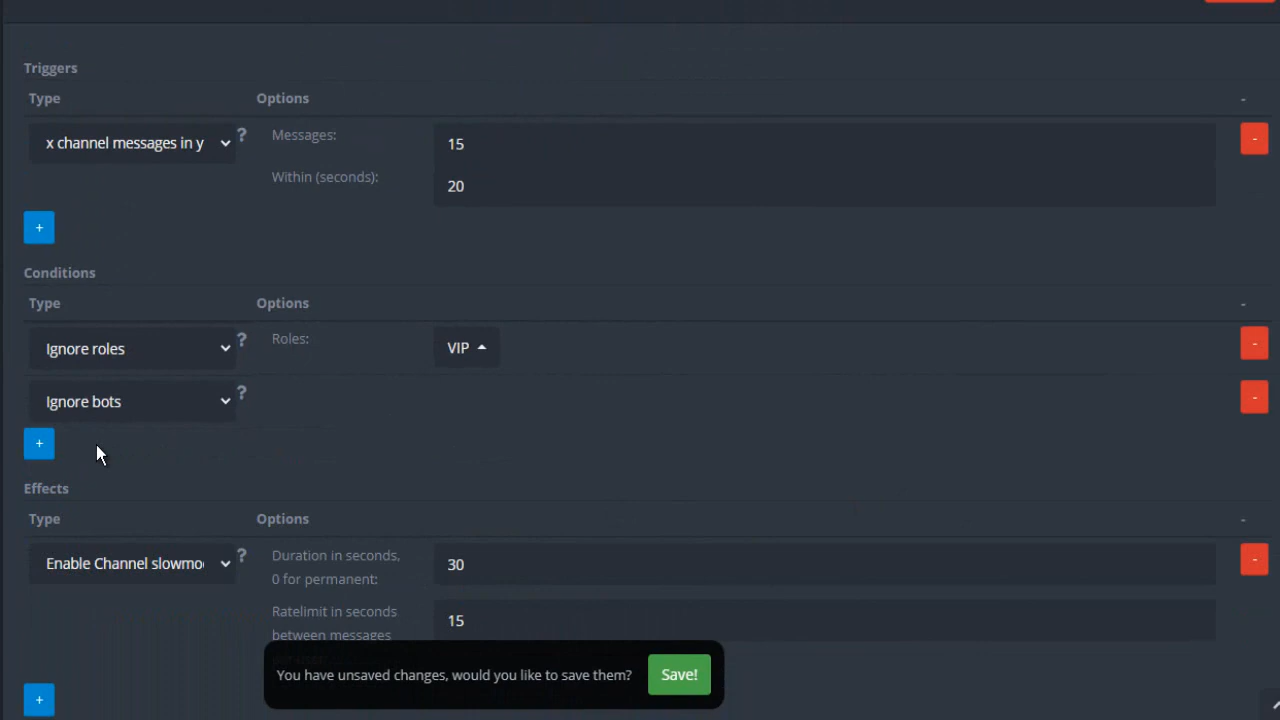 Triggers
Type Options -
x channel messages in y ? Messages: 15 -
Within (seconds): 20
+
Conditions
Type Options -
Ignore roles ? Roles: VIP -
Ignore bots ? -
+
Effects
Type Options -
Enable Channel slowmo ? Duration in seconds, 30 -
0 for permanent:
Ratelimit in seconds 15
between messages
You have unsaved changes, would you like to save them? Save!
+